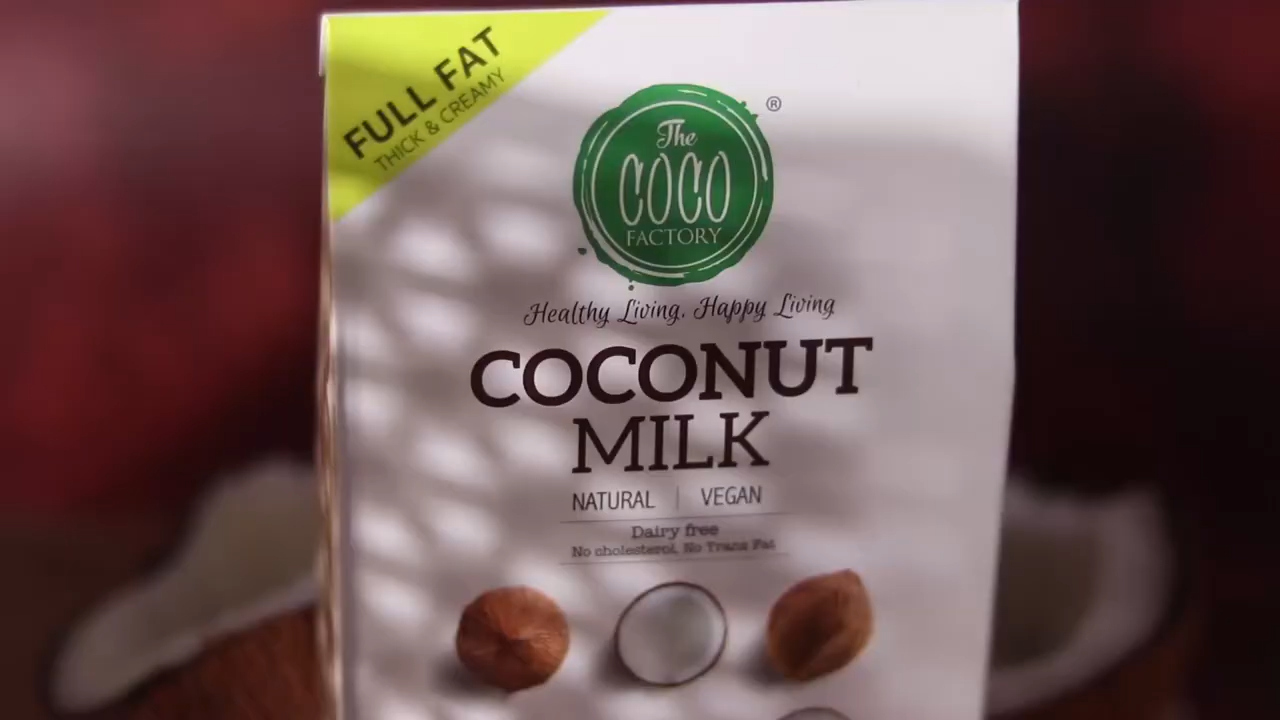 FULL FAT
THICK & CREAMY
The
COCO
FACTORY
®
Healthy Living, Happy Living
COCONUT
MILK
NATURAL | VEGAN
Dairy free
No cholesterol, No Trans Fat